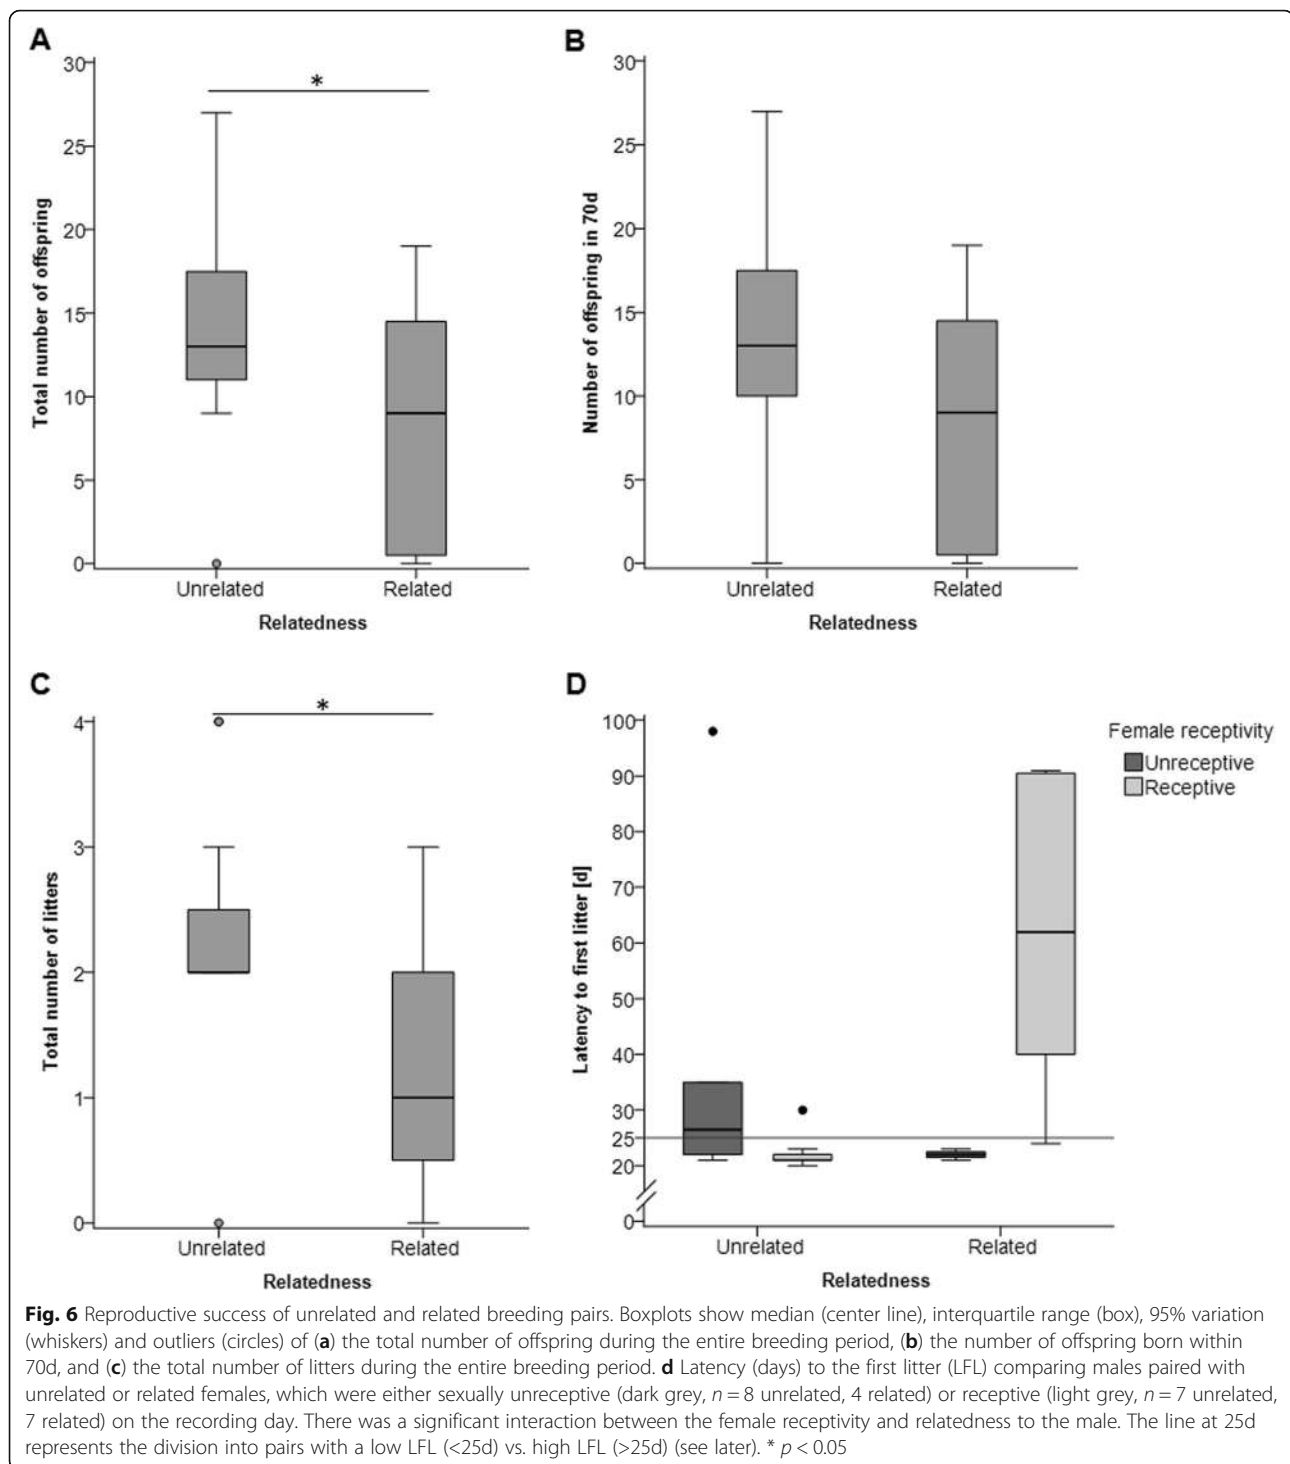 A
30
25
20
15
10
5
0
Total number of offspring
*
Unrelated
Related
Relatedness
B
30
25
20
15
10
5
0
Number of offspring in 70d
Unrelated
Related
Relatedness
C
4
3
2
1
0
Total number of litters
*
Unrelated
Related
Relatedness
D
100
90
80
70
60
50
40
30
25
20
0
Latency to first litter [d]
Unrelated
Related
Relatedness
Female receptivity
Unreceptive
Receptive
Fig. 6 Reproductive success of unrelated and related breeding pairs. Boxplots show median (center line), interquartile range (box), 95% variation
(whiskers) and outliers (circles) of (a) the total number of offspring during the entire breeding period, (b) the number of offspring born within
70d, and (c) the total number of litters during the entire breeding period. d Latency (days) to the first litter (LFL) comparing males paired with
unrelated or related females, which were either sexually unreceptive (dark grey, n = 8 unrelated, 4 related) or receptive (light grey, n = 7 unrelated,
7 related) on the recording day. There was a significant interaction between the female receptivity and relatedness to the male. The line at 25d
represents the division into pairs with a low LFL (<25d) vs. high LFL (>25d) (see later). * p < 0.05